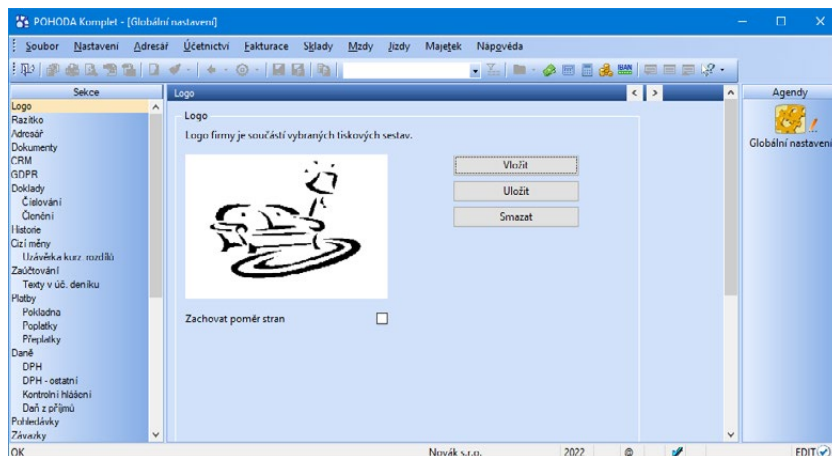 POHODA Komplet - [Globální nastavení]
Soubor Nastavení Adresář Účetnictví Fakturace Sklady Mzdy Jízdy Majetek Nápověda
Sekce
Logo
Razítko
Adresář
Dokumenty
CRM
GDPR
Doklady
Číslování
Členění
Historie
Cizí měny
Uzávěrka kurz. rozdílů
Zaúčtování
Texty v úč. deníku
Platby
Pokladna
Poplatky
Přeplatky
Daně
DPH
DPH - ostatní
Kontrolní hlášení
Daň z příjmů
Pohledávky
Závazky
Logo
Logo
Logo firmy je součástí vybraných tiskových sestav.
Vložit
Uložit
Smazat
Zachovat poměr stran
Agendy
Globální nastavení
OK Novák s.r.o. 2022 @ EDIT